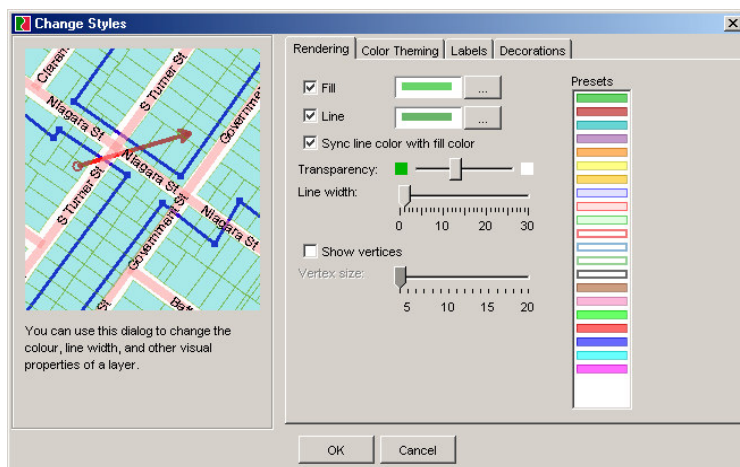 Change Styles
Rendering
Color Theming
Labels
Decorations
Fill
...
Line
...
Sync line color with fill color
Transparency:
Line width:
0 10 20 30
Show vertices
Vertex size:
5 10 15 20
Presets
S Turner St
Niagara St
Niagara St
Government St
Niagara St
S Turner St
Government St
St
You can use this dialog to change the
colour, line width, and other visual
properties of a layer.
OK
Cancel